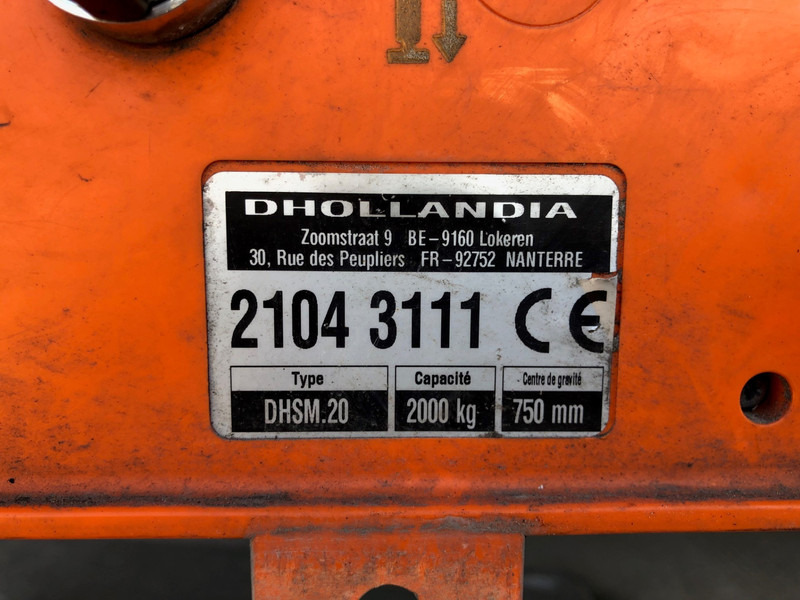 DHOLLANDIA
Zoomstraat 9 BE-9160 Lokeren
30, Rue des Peupliers FR-92752 NANTERRE
2104 3111 CE
Type Capacité Centre de gravité
DHSM.20 2000 kg 750 mm